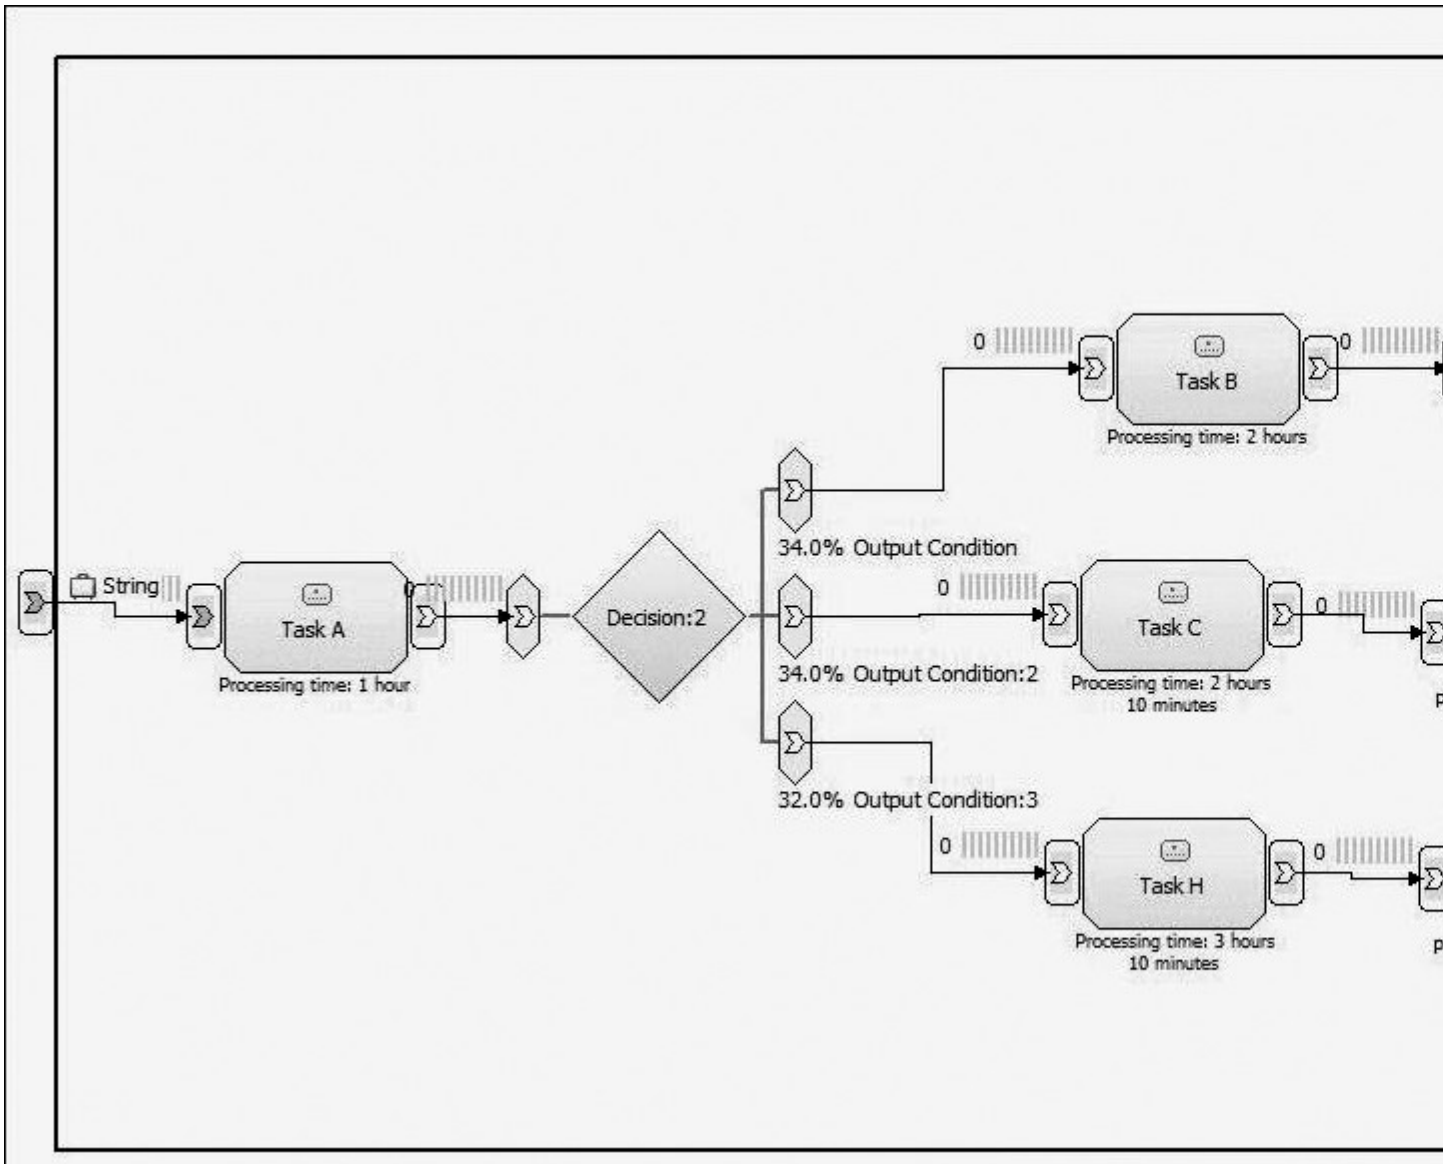 String
0
Task A
Processing time: 1 hour
Decision:2
34.0% Output Condition
34.0% Output Condition:2
32.0% Output Condition:3
0
Task B
0
Processing time: 2 hours
0
Task C
0
Processing time: 2 hours
10 minutes
0
Task H
0
Processing time: 3 hours
10 minutes